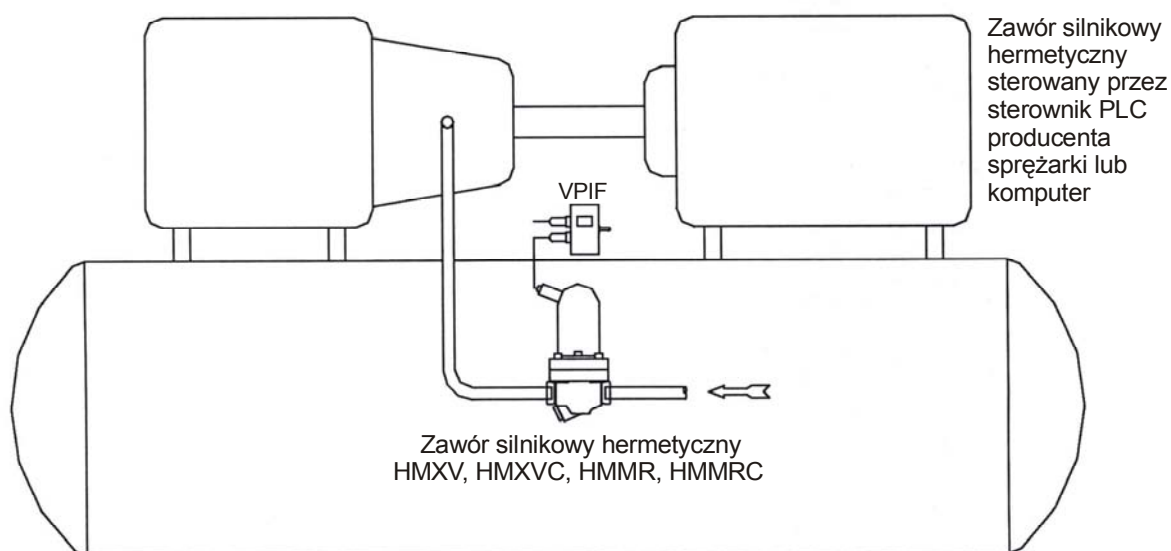 Zawór silnikowy
hermetyczny
sterowany przez
sterownik PLC
producenta
sprężarki lub
komputer
VPIF
Zawór silnikowy hermetyczny
HMXV, HMXVC, HMMR, HMMRC